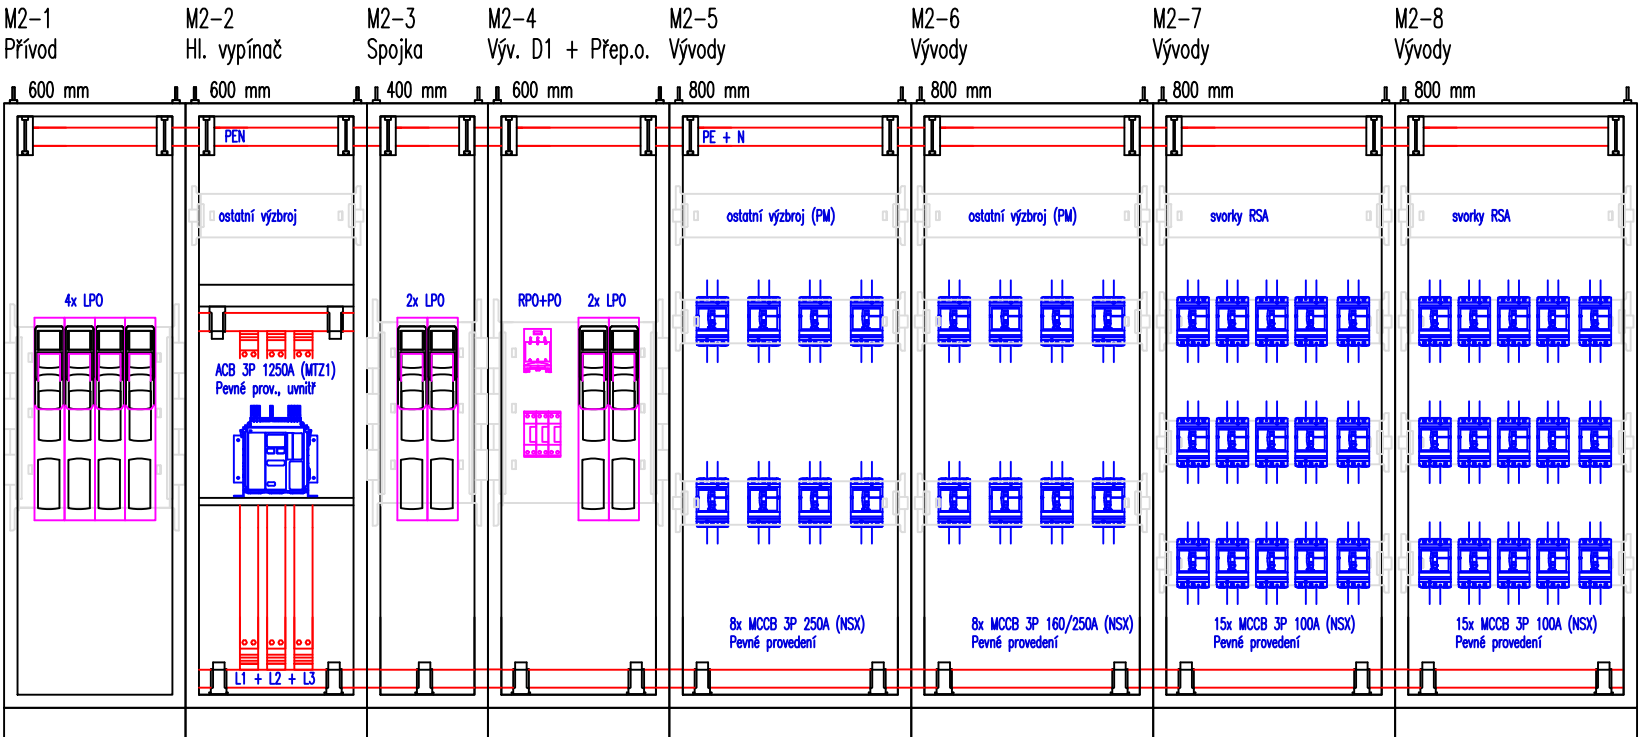 M2-1
Přívod
M2-2
Hl. vypínač
M2-3
Spojka
M2-4
Výv. D1 + Přep.o.
M2-5
Vývody
M2-6
Vývody
M2-7
Vývody
M2-8
Vývody
600 mm
600 mm
400 mm
600 mm
800 mm
800 mm
800 mm
800 mm
PEN
PE + N
ostatní výzbroj
ostatní výzbroj (PM)
ostatní výzbroj (PM)
svorky RSA
svorky RSA
4x LPO
2x LPO
RPO+PO
2x LPO
ACB 3P 1250A (MTZ1)
Pevné prov., uvnitř
8x MCCB 3P 250A (NSX)
Pevné provedení
8x MCCB 3P 160/250A (NSX)
Pevné provedení
15x MCCB 3P 100A (NSX)
Pevné provedení
15x MCCB 3P 100A (NSX)
Pevné provedení
L1 + L2 + L3